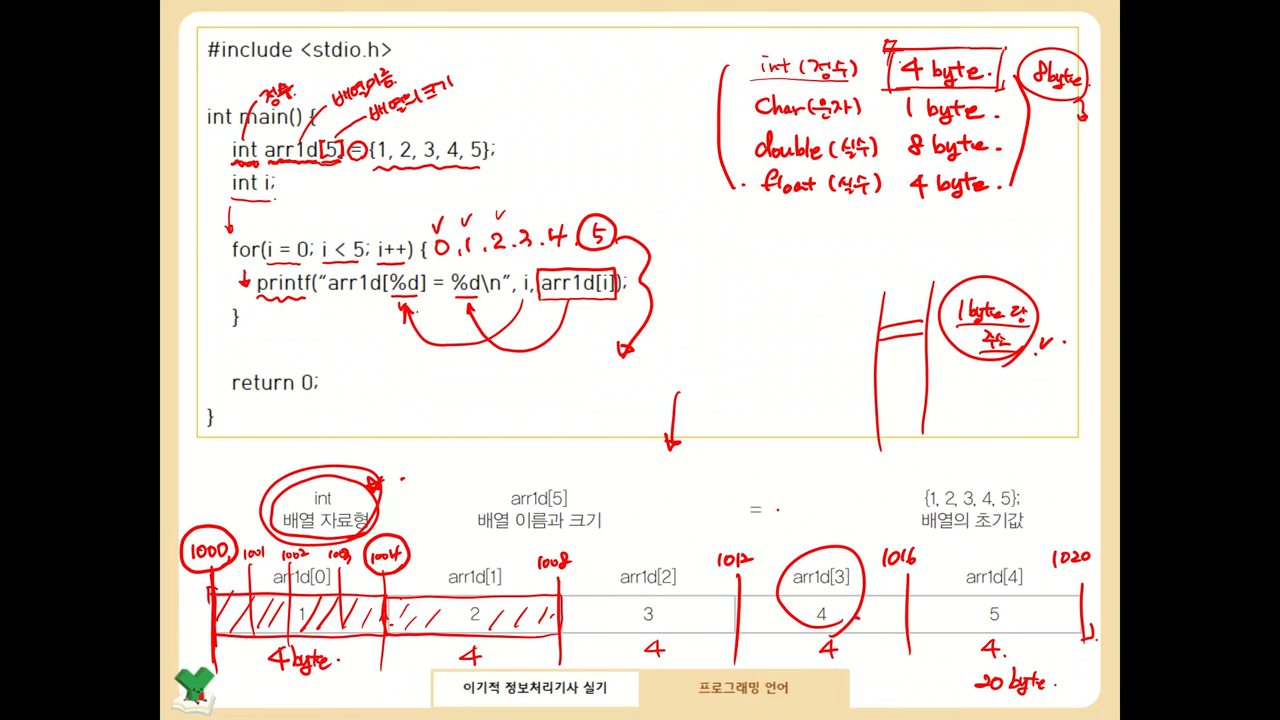 #include <stdio.h>
정수.
배열이름.
배열의 크기
int main() {
int arr1d[5] = {1, 2, 3, 4, 5};
int i;
for(i = 0; i < 5; i++) { 0, 1, 2, 3, 4, 5
printf("arr1d[%d] = %d\n", i, arr1d[i]);
}
return 0;
}
int (정수) 4 byte.
Char (문자) 1 byte.
double (실수) 8 byte.
float (실수) 4 byte.
8byte
1byte 당
주소
int
배열 자료형
arr1d[5]
배열 이름과 크기
=
{1, 2, 3, 4, 5};
배열의 초기값
1000 1001 1002 1003 1004 1008 1012 1016 1020
arr1d[0] arr1d[1] arr1d[2] arr1d[3] arr1d[4]
1 2 3 4 5
4 byte. 4 4 4 4.
20 byte.
이기적 정보처리기사 실기 프로그래밍 언어